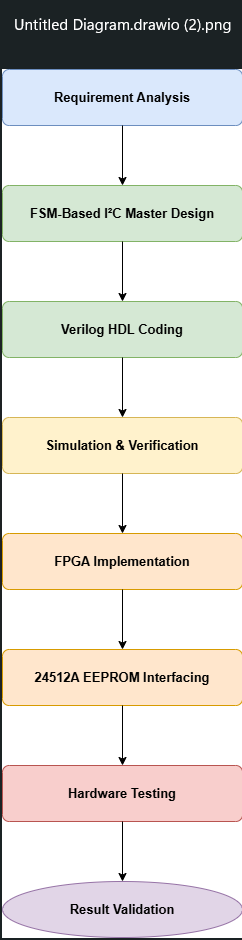 Untitled Diagram.drawio (2).png
Requirement Analysis
FSM-Based I²C Master Design
Verilog HDL Coding
Simulation & Verification
FPGA Implementation
24512A EEPROM Interfacing
Hardware Testing
Result Validation